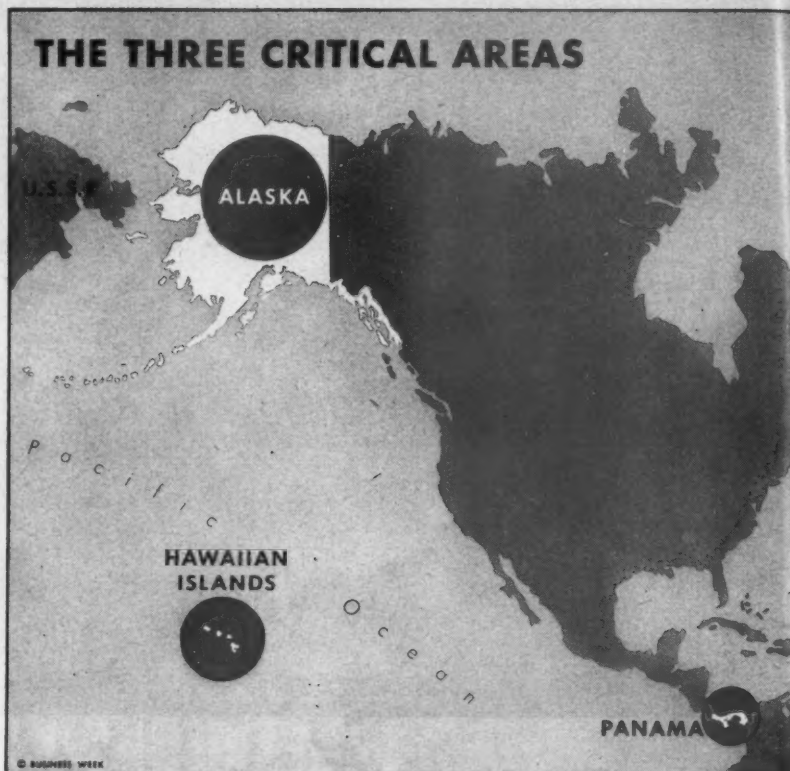 THE THREE CRITICAL AREAS
U.S.S.R.
ALASKA
Pacific
HAWAIIAN
ISLANDS
Ocean
PANAMA
© BUSINESS WEEK